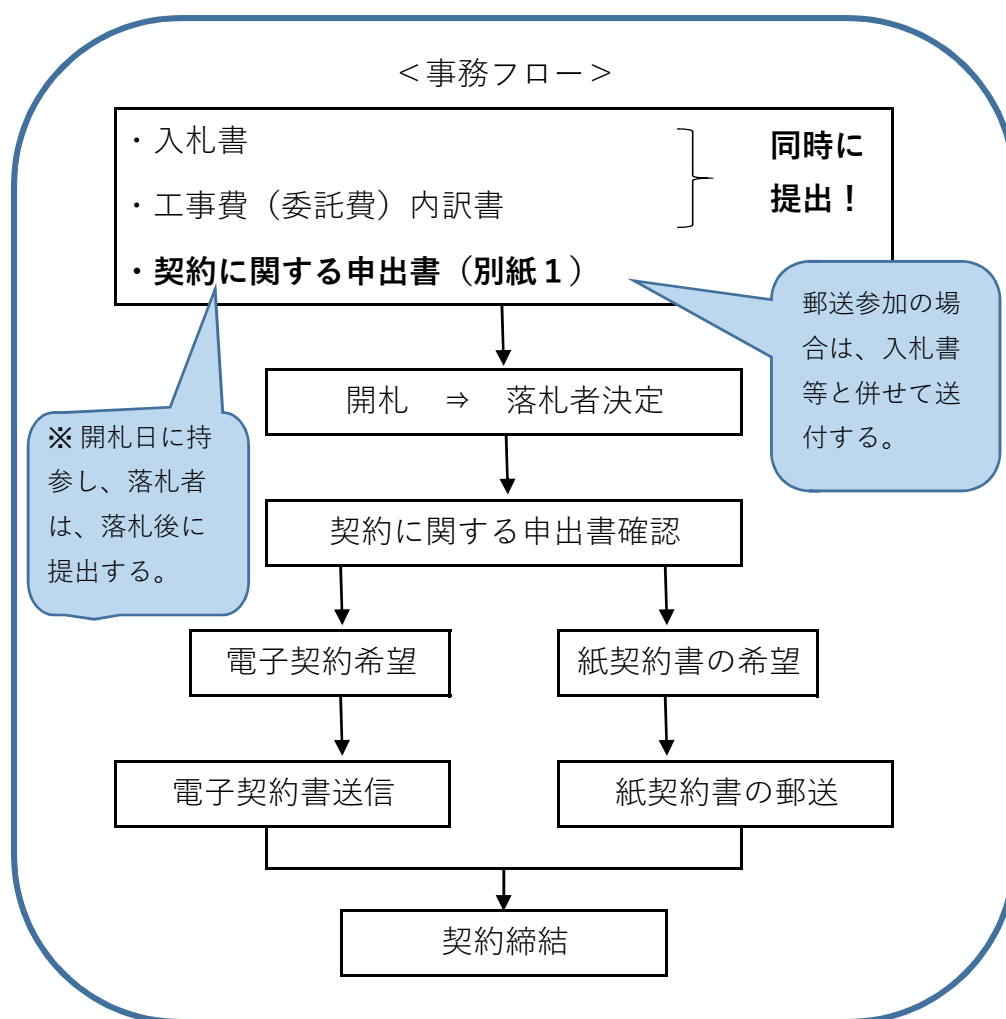 ＜事務フロー＞
・入札書
・工事費（委託費）内訳書
・契約に関する申出書（別紙１）
同時に
提出！
郵送参加の場
合は、入札書
等と併せて送
付する。
※ 開札日に持
参し、落札者
は、落札後に
提出する。
開札　⇒　落札者決定
契約に関する申出書確認
電子契約希望
紙契約書の希望
電子契約書送信
紙契約書の郵送
契約締結